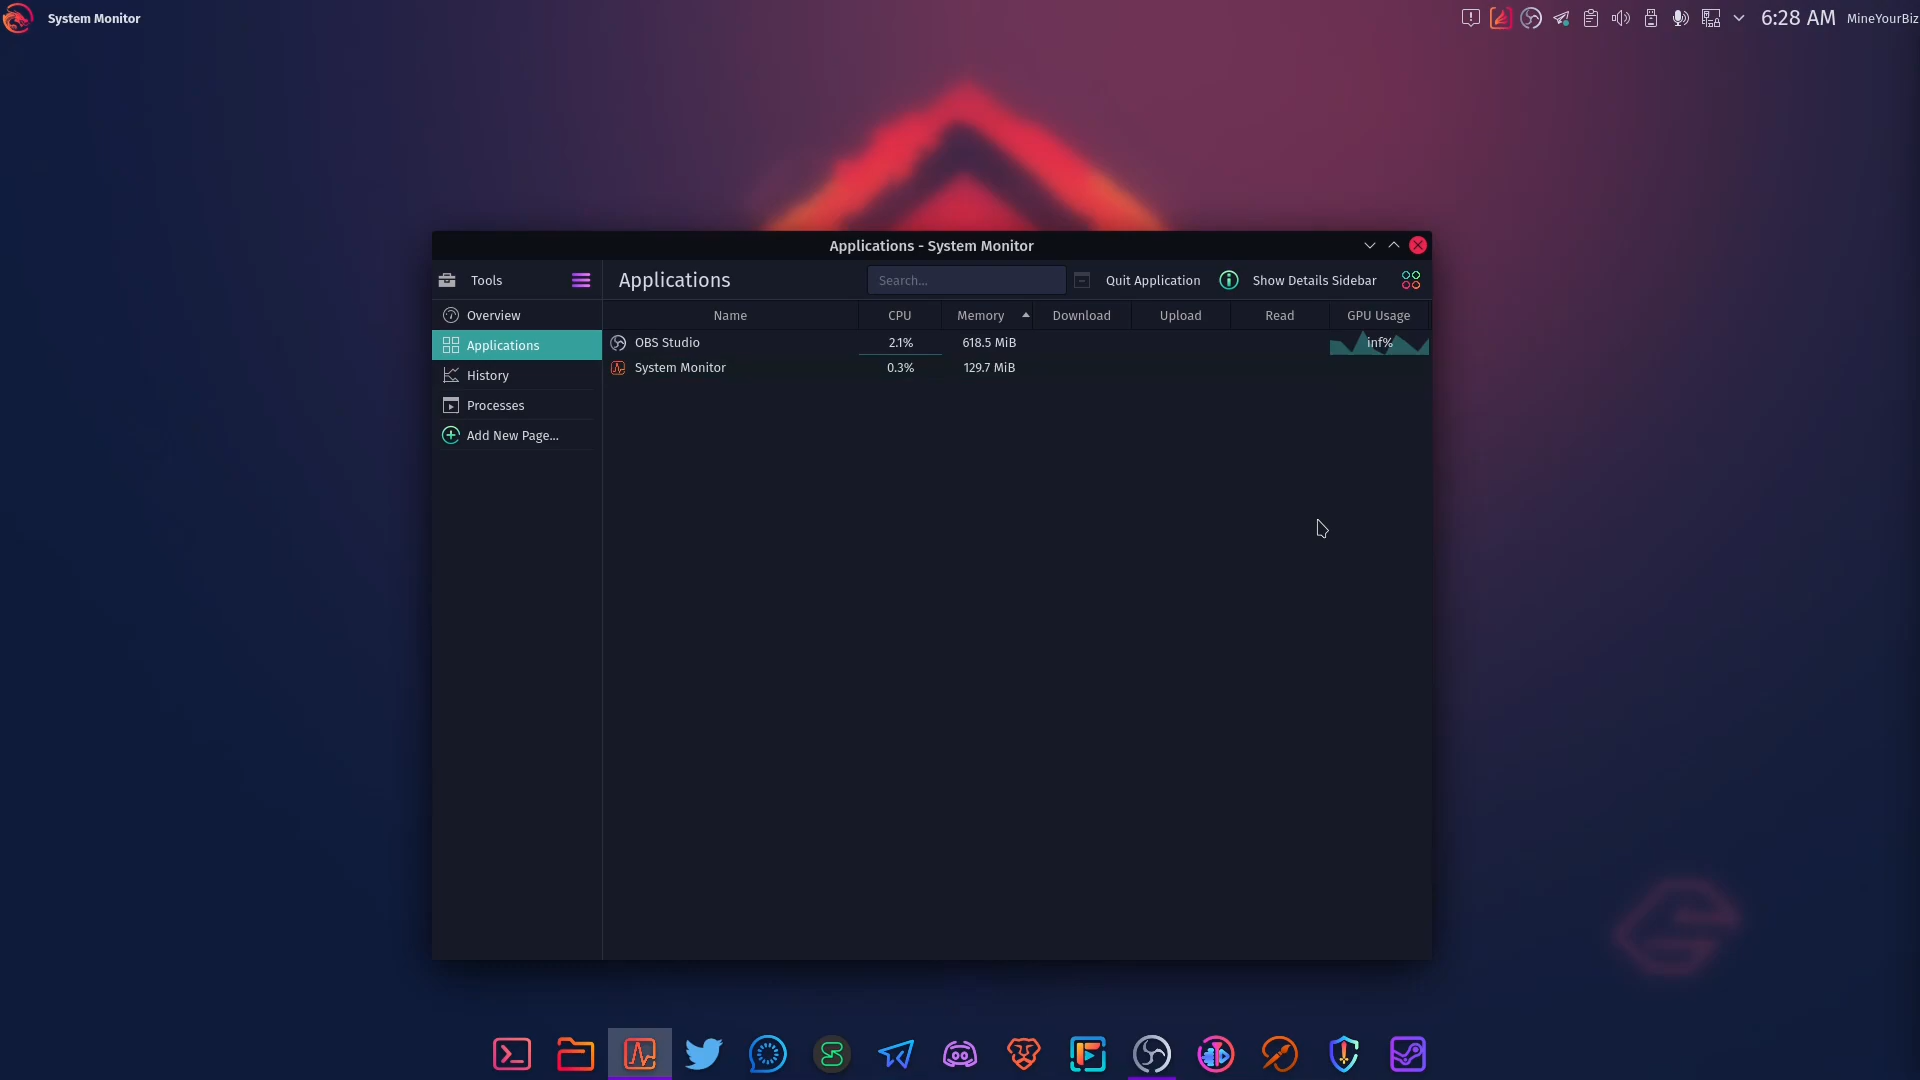 System Monitor
6:28 AM MineYourBiz
Applications - System Monitor
Tools
Applications
Search...
Quit Application
Show Details Sidebar
Overview
Applications
History
Processes
Add New Page...
Name CPU Memory Download Upload Read GPU Usage
OBS Studio 2.1% 618.5 MiB inf%
System Monitor 0.3% 129.7 MiB